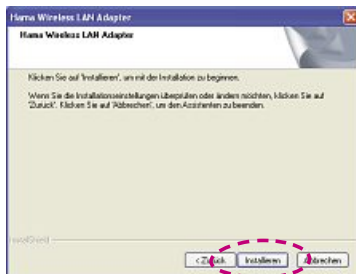 Hama Wireless LAN Adapter
Hama Wireless LAN Adapter
Klicken Sie auf 'Installieren', um mit der Installation zu beginnen.
Wenn Sie die Installationseinstellungen überprüfen oder ändern möchten, klicken Sie auf
'Zurück'. Klicken Sie auf 'Abbrechen', um den Assistenten zu beenden.
InstallShield
< Zurück Installieren Abbrechen